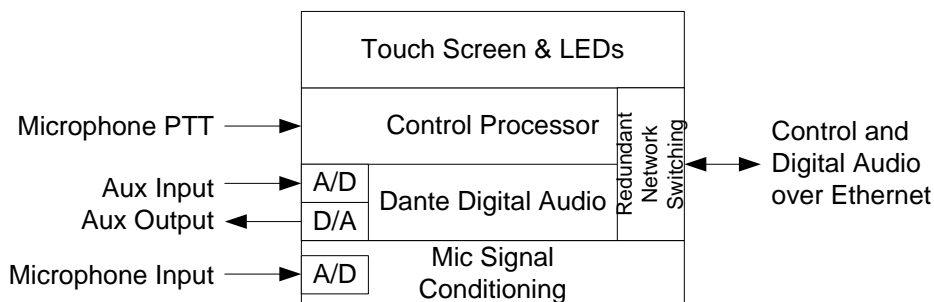 Touch Screen & LEDs
Microphone PTT
Control Processor
Redundant
Network
Switching
Control and
Digital Audio
over Ethernet
Aux Input
A/D
Dante Digital Audio
Aux Output
D/A
Microphone Input
A/D
Mic Signal
Conditioning